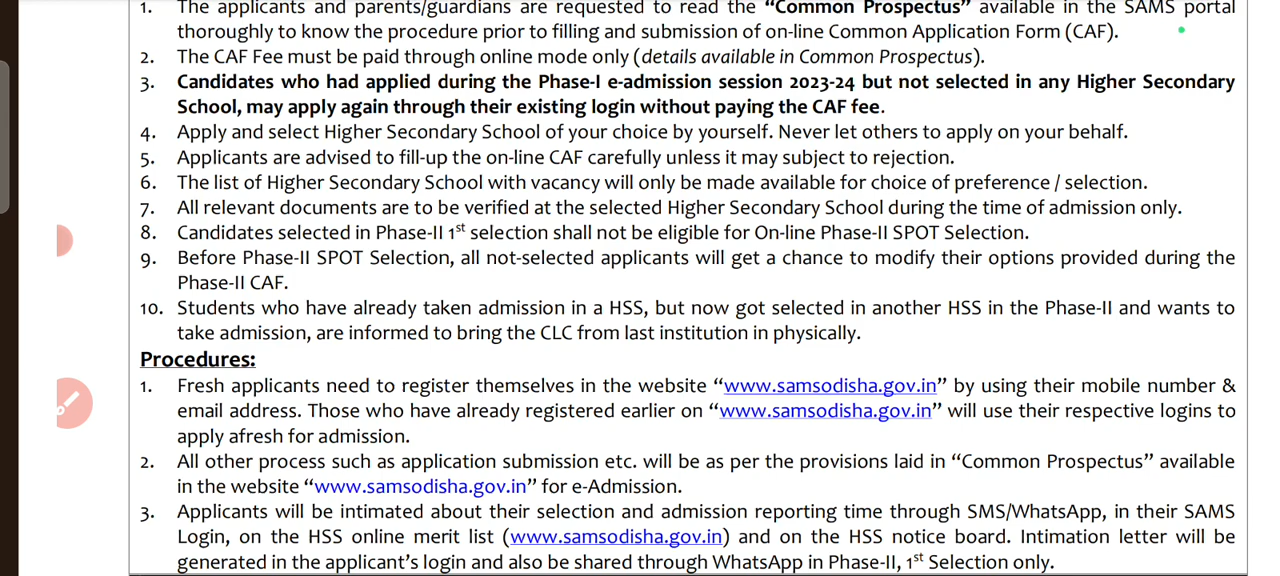 1. The applicants and parents/guardians are requested to read the “Common Prospectus” available in the SAMS portal
thoroughly to know the procedure prior to filling and submission of on-line Common Application Form (CAF).
2. The CAF Fee must be paid through online mode only (details available in Common Prospectus).
3. Candidates who had applied during the Phase-I e-admission session 2023-24 but not selected in any Higher Secondary
School, may apply again through their existing login without paying the CAF fee.
4. Apply and select Higher Secondary School of your choice by yourself. Never let others to apply on your behalf.
5. Applicants are advised to fill-up the on-line CAF carefully unless it may subject to rejection.
6. The list of Higher Secondary School with vacancy will only be made available for choice of preference / selection.
7. All relevant documents are to be verified at the selected Higher Secondary School during the time of admission only.
8. Candidates selected in Phase-II 1st selection shall not be eligible for On-line Phase-II SPOT Selection.
9. Before Phase-II SPOT Selection, all not-selected applicants will get a chance to modify their options provided during the
Phase-II CAF.
10. Students who have already taken admission in a HSS, but now got selected in another HSS in the Phase-II and wants to
take admission, are informed to bring the CLC from last institution in physically.
Procedures:
1. Fresh applicants need to register themselves in the website “www.samsodisha.gov.in” by using their mobile number &
email address. Those who have already registered earlier on “www.samsodisha.gov.in” will use their respective logins to
apply afresh for admission.
2. All other process such as application submission etc. will be as per the provisions laid in “Common Prospectus” available
in the website “www.samsodisha.gov.in” for e-Admission.
3. Applicants will be intimated about their selection and admission reporting time through SMS/WhatsApp, in their SAMS
Login, on the HSS online merit list (www.samsodisha.gov.in) and on the HSS notice board. Intimation letter will be
generated in the applicant’s login and also be shared through WhatsApp in Phase-II, 1st Selection only.